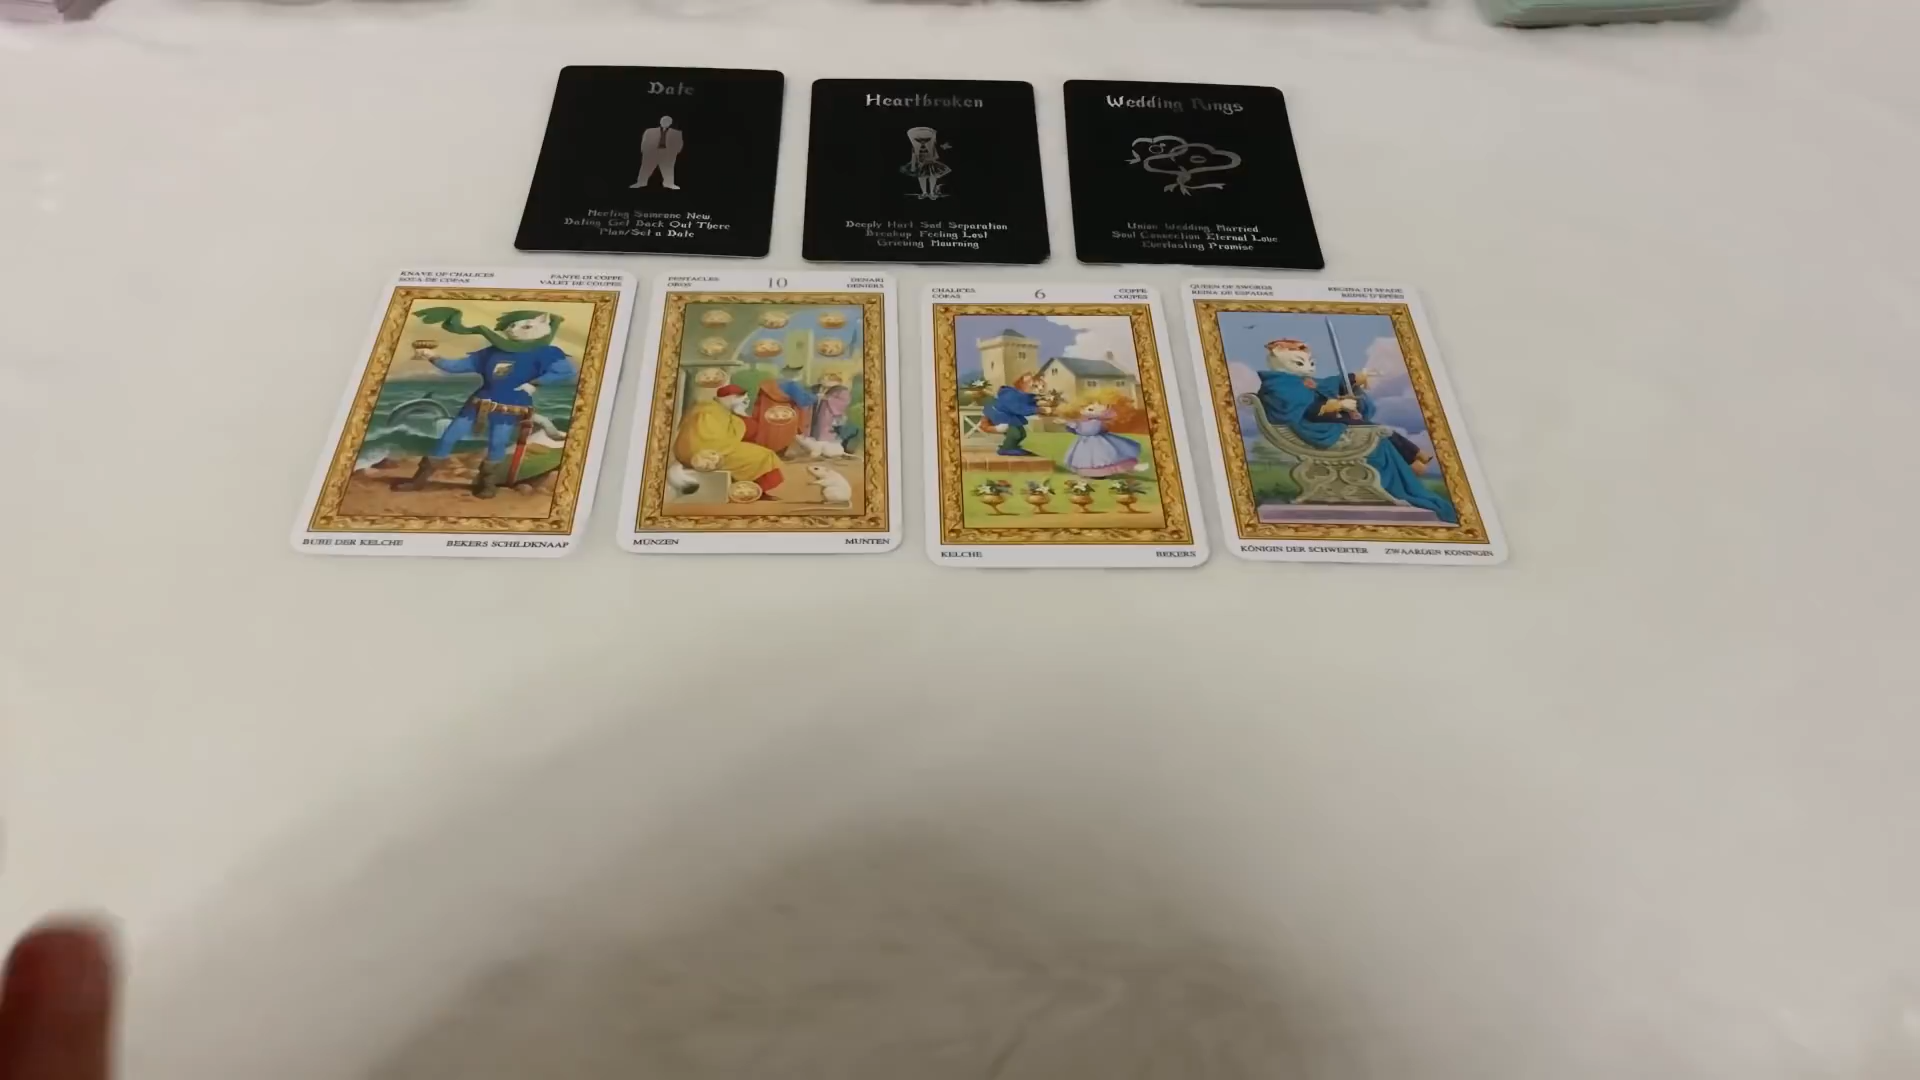 Date
Meeting Someone New
Dating Get Back Out There
Plan/Set a Date
Heartbroken
Deeply Hurt Sad Separation
Breakup Feeling Lost
Grieving Mourning
Wedding Rings
Union Wedding Married
Soul Connection Eternal Love
Everlasting Promise
KNAVE OF CHALICES
SOTA DE COPAS
FANTE DI COPPE
VALET DE COUPES
BUBE DER KELCHE
BEKERS SCHILDKNAAP
PENTACLES
OROS
10
DENARI
DENIERS
MÜNZEN
MUNTEN
CHALICES
COPAS
6
COPPE
COUPES
KELCHE
BEKERS
QUEEN OF SWORDS
REINA DE ESPADAS
REGINA DI SPADE
REINE D'EPEES
KÖNIGIN DER SCHWERTER
ZWAARDEN KONINGIN